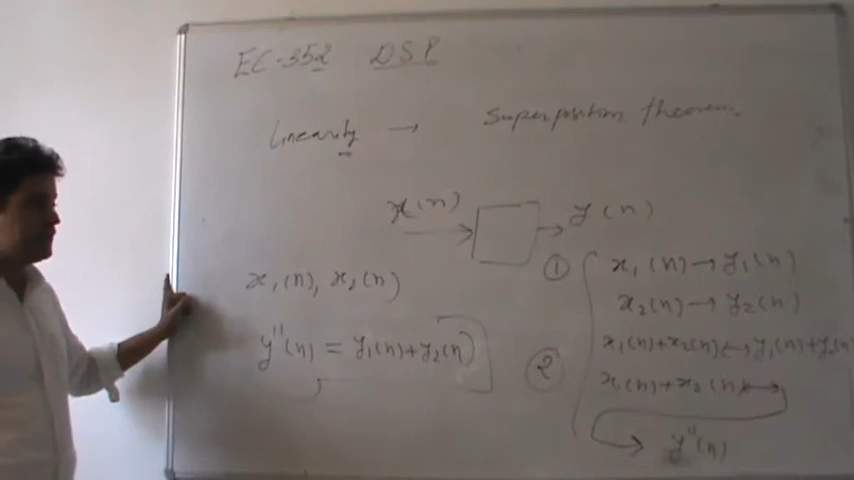 EC-352 DSP
Linearity → Superposition theorem.
x(n) → y(n)
x₁(n), x₂(n)
y''(n) = y₁(n)+y₂(n)
① x₁(n) → y₁(n)
x₂(n) → y₂(n)
x₁(n)+x₂(n) ↔ y₁(n)+y₂(n)
② x₁(n)+x₂(n) →
→ y''(n)